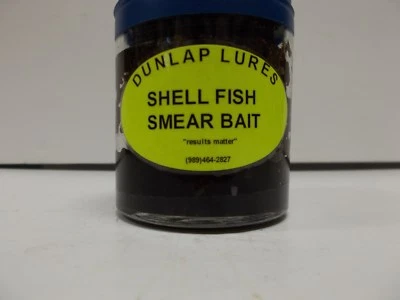 DUNLAP LURES
SHELL FISH
SMEAR BAIT
"results matter"
(989)464-2827